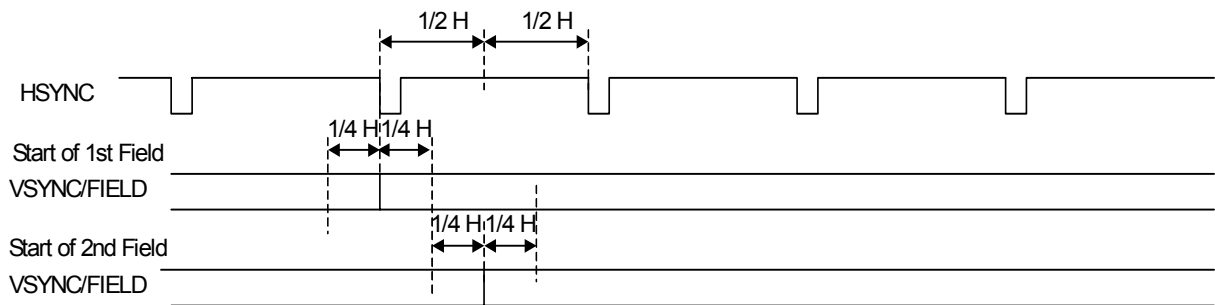 1/2 H 1/2 H
HSYNC
1/4 H 1/4 H
Start of 1st Field
VSYNC/FIELD
1/4 H 1/4 H
Start of 2nd Field
VSYNC/FIELD